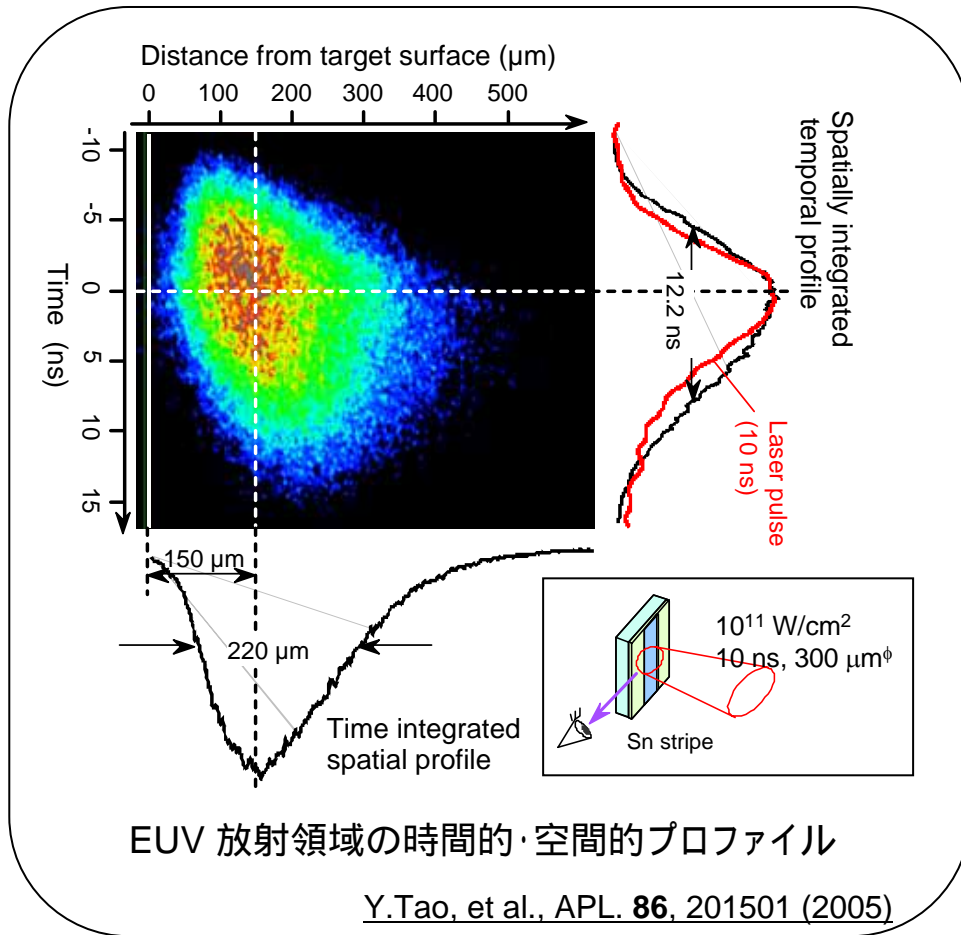 Distance from target surface (μm)
0 100 200 300 400 500
-10
-5
0
5
10
15
Time (ns)
Spatially integrated
temporal profile
12.2 ns
Laser pulse
(10 ns)
150 μm
220 μm
Time integrated
spatial profile
10¹¹ W/cm²
10 ns, 300 μmᶲ
Sn stripe
EUV 放射領域の時間的･空間的プロファイル
Y.Tao, et al., APL. 86, 201501 (2005)